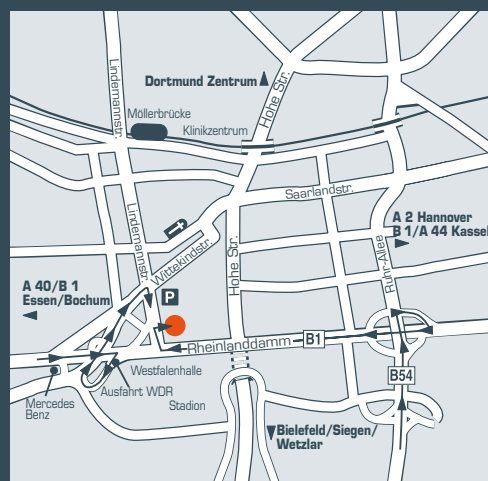 Dortmund Zentrum
Hohe Str.
Lindemannstr.
Möllerbrücke
Klinikzentrum
Saarlandstr.
A 2 Hannover
B 1/A 44 Kassel
Lindemannstr.
Wittekindstr.
Hohe Str.
Ruhr-Allee
A 40/B 1
Essen/Bochum
P
Rheinlanddamm
B1
Westfalenhalle
B54
Ausfahrt WDR
Mercedes
Benz
Stadion
Bielefeld/Siegen/
Wetzlar